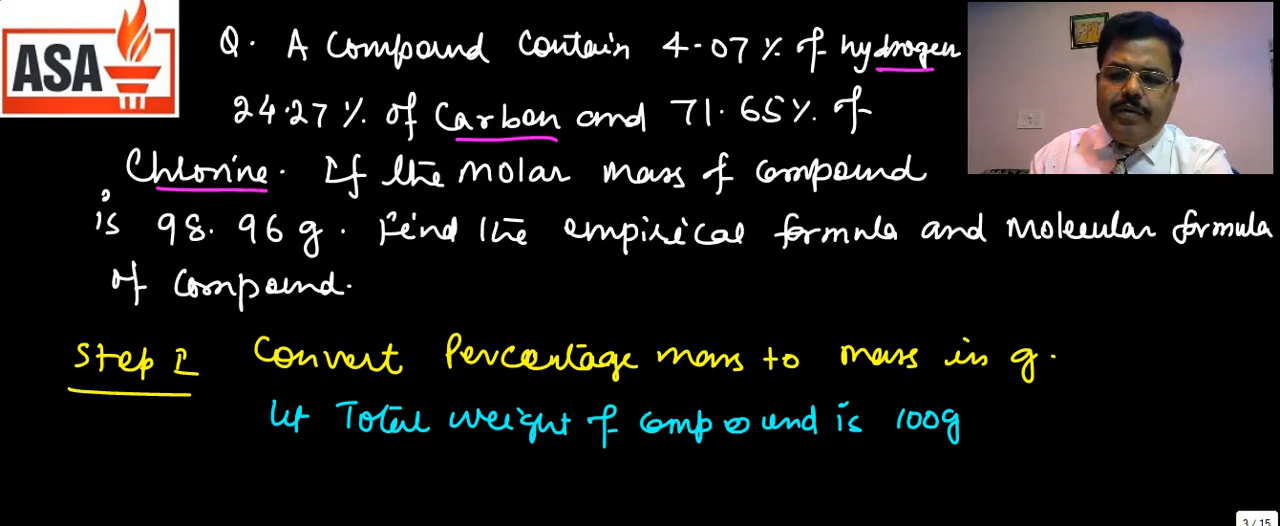 ASA
Q. A Compound Contain 4.07% of hydrogen
24.27% of Carbon and 71.65% of
Chlorine. If the molar mass of compound
is 98.96 g. Find the empirical formula and molecular formula
of compound.
Step I Convert Percentage mass to mass in g.
let Total weight of compound is 100g
3 / 15